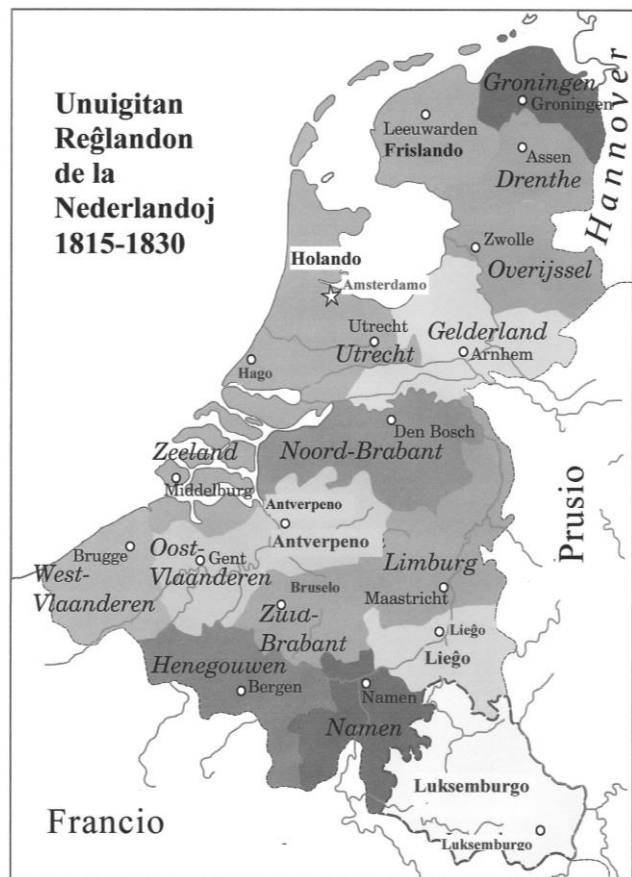 Unuigitan
Reĝlandon
de la
Nederlandoj
1815-1830
Groningen
Groningen
Hannover
Leeuwarden
Frislando
Assen
Drenthe
Zwolle
Holando
Overijssel
Amsterdamo
Utrecht
Gelderland
Utrecht
Arnhem
Hago
Den Bosch
Zeeland
Noord-Brabant
Middelburg
Prusio
Antverpeno
Antverpeno
Brugge
Oost-
Vlaanderen
Gent
West-
Vlaanderen
Limburg
Bruselo
Maastricht
Zuid-
Brabant
Lieĝo
Lieĝo
Henegouwen
Bergen
Namen
Namen
Luksemburgo
Francio
Luksemburgo